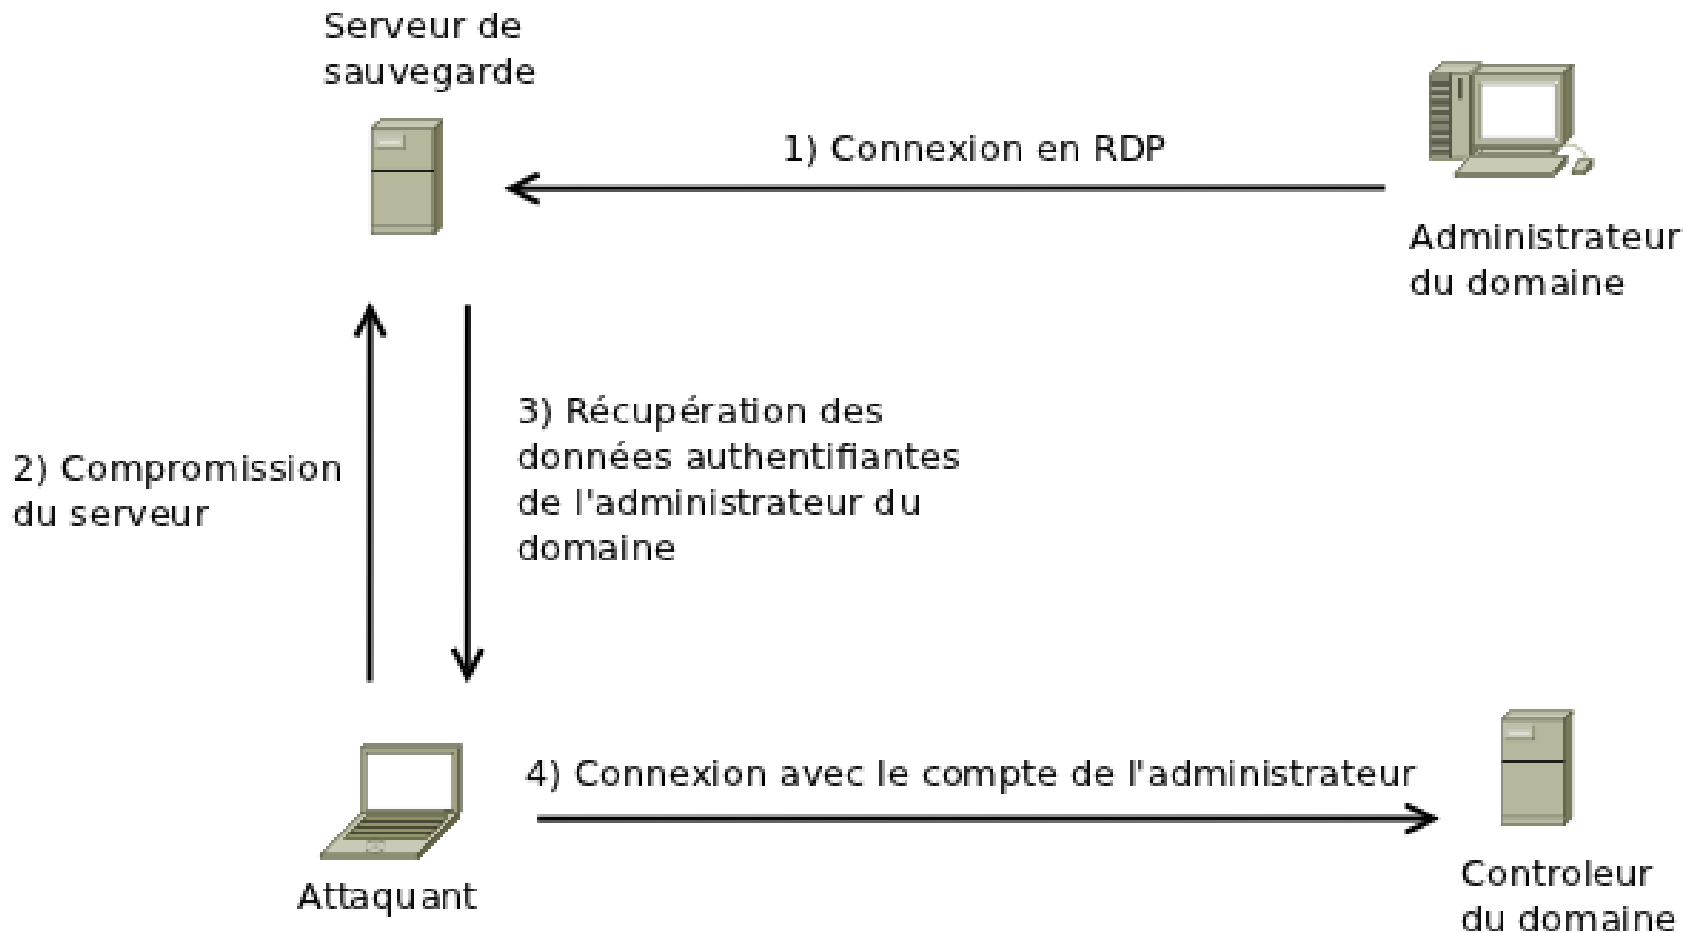 Serveur de
sauvegarde
1) Connexion en RDP
Administrateur
du domaine
2) Compromission
du serveur
3) Récupération des
données authentifiantes
de l'administrateur du
domaine
4) Connexion avec le compte de l'administrateur
Attaquant
Controleur
du domaine